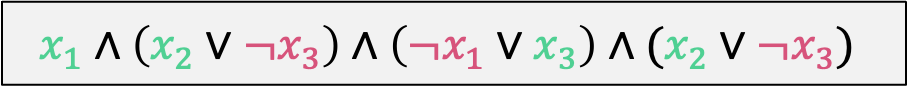 x₁ ∧ (x₂ ∨ ¬x₃) ∧ (¬x₁ ∨ x₃) ∧ (x₂ ∨ ¬x₃)